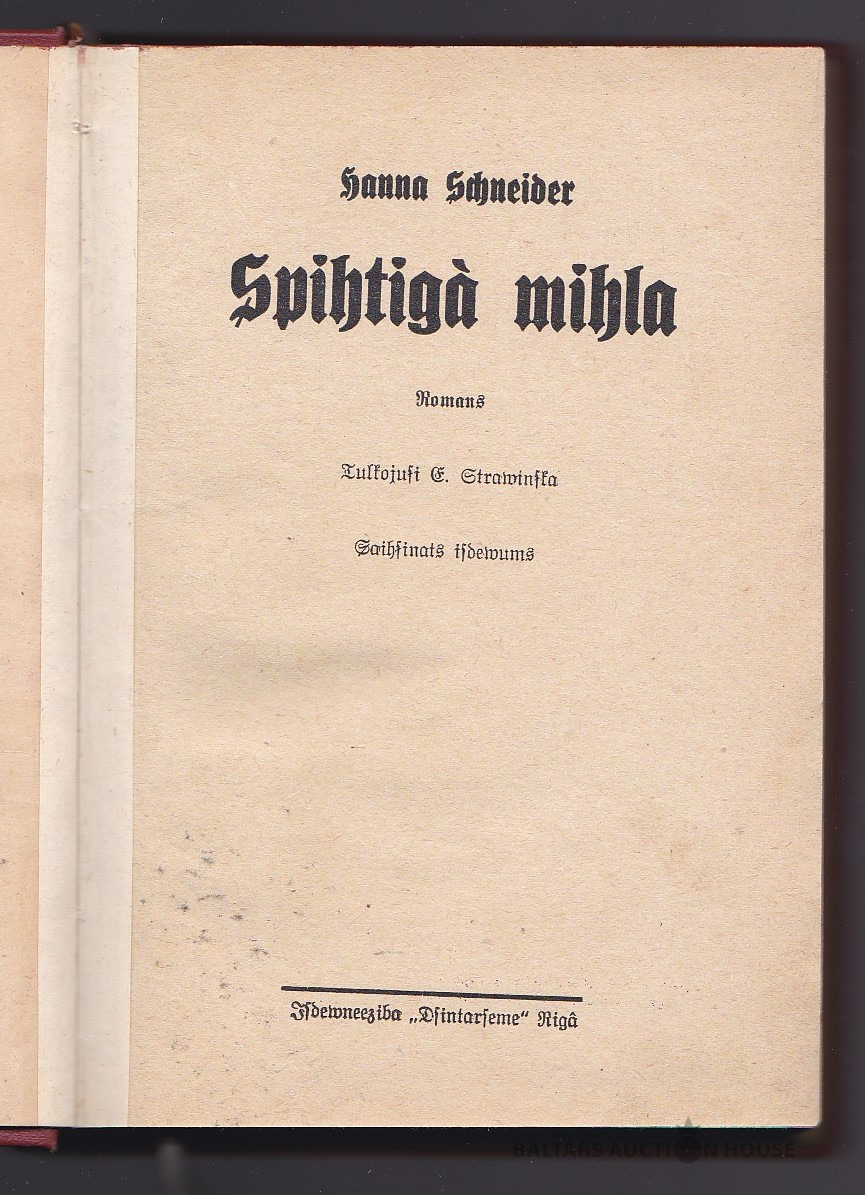 Hanna Schneider
Spihtigà mihla
Romans
Tulkojuſi E. Strawinſka
Saihſinats iſdewums
Iſdewneeziba „Dſintarſeme“ Rigâ
BALTARS AUCTION HOUSE